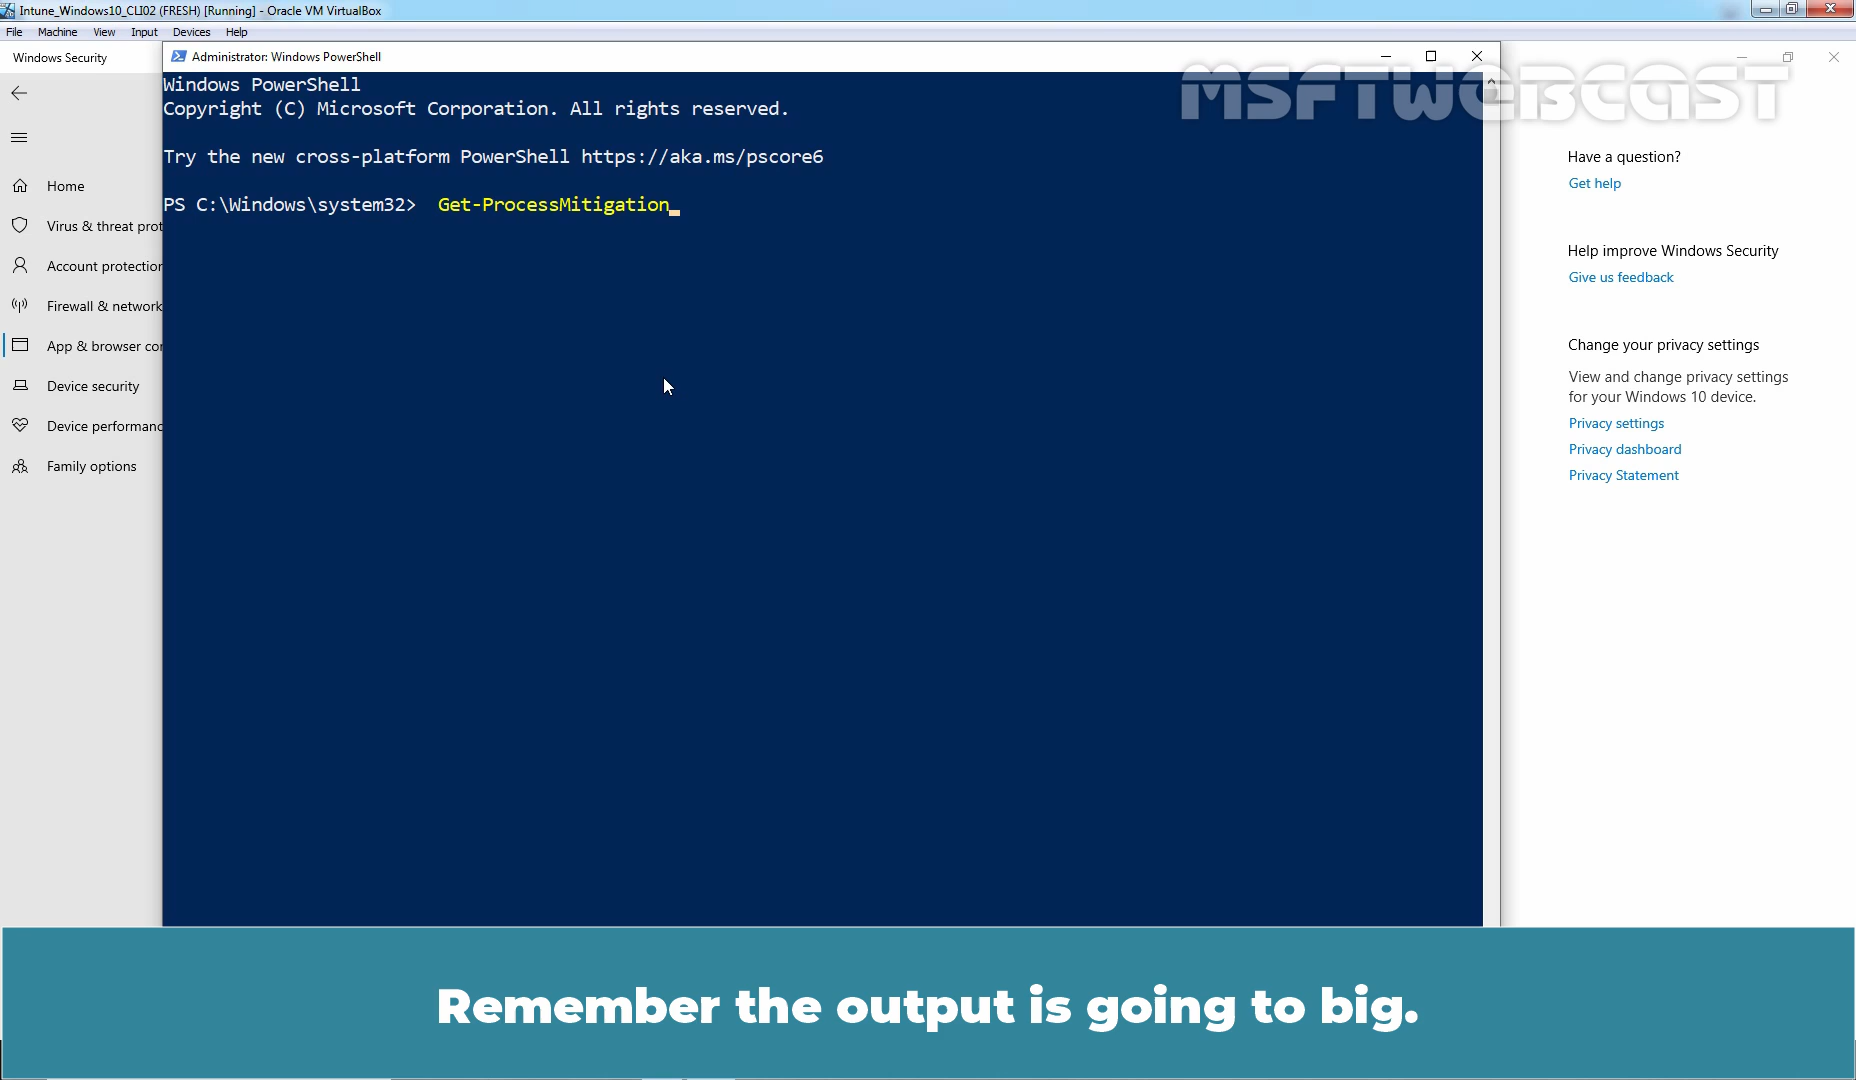 Intune_Windows10_CLI02 (FRESH) [Running] - Oracle VM VirtualBox
File Machine View Input Devices Help
Windows Security
Administrator: Windows PowerShell
MSFTWEBCAST
Windows PowerShell
Copyright (C) Microsoft Corporation. All rights reserved.
Try the new cross-platform PowerShell https://aka.ms/pscore6
PS C:\Windows\system32> Get-ProcessMitigation
Home
Virus & threat prot
Account protection
Firewall & network
App & browser con
Device security
Device performanc
Family options
Have a question?
Get help
Help improve Windows Security
Give us feedback
Change your privacy settings
View and change privacy settings
for your Windows 10 device.
Privacy settings
Privacy dashboard
Privacy Statement
Remember the output is going to big.